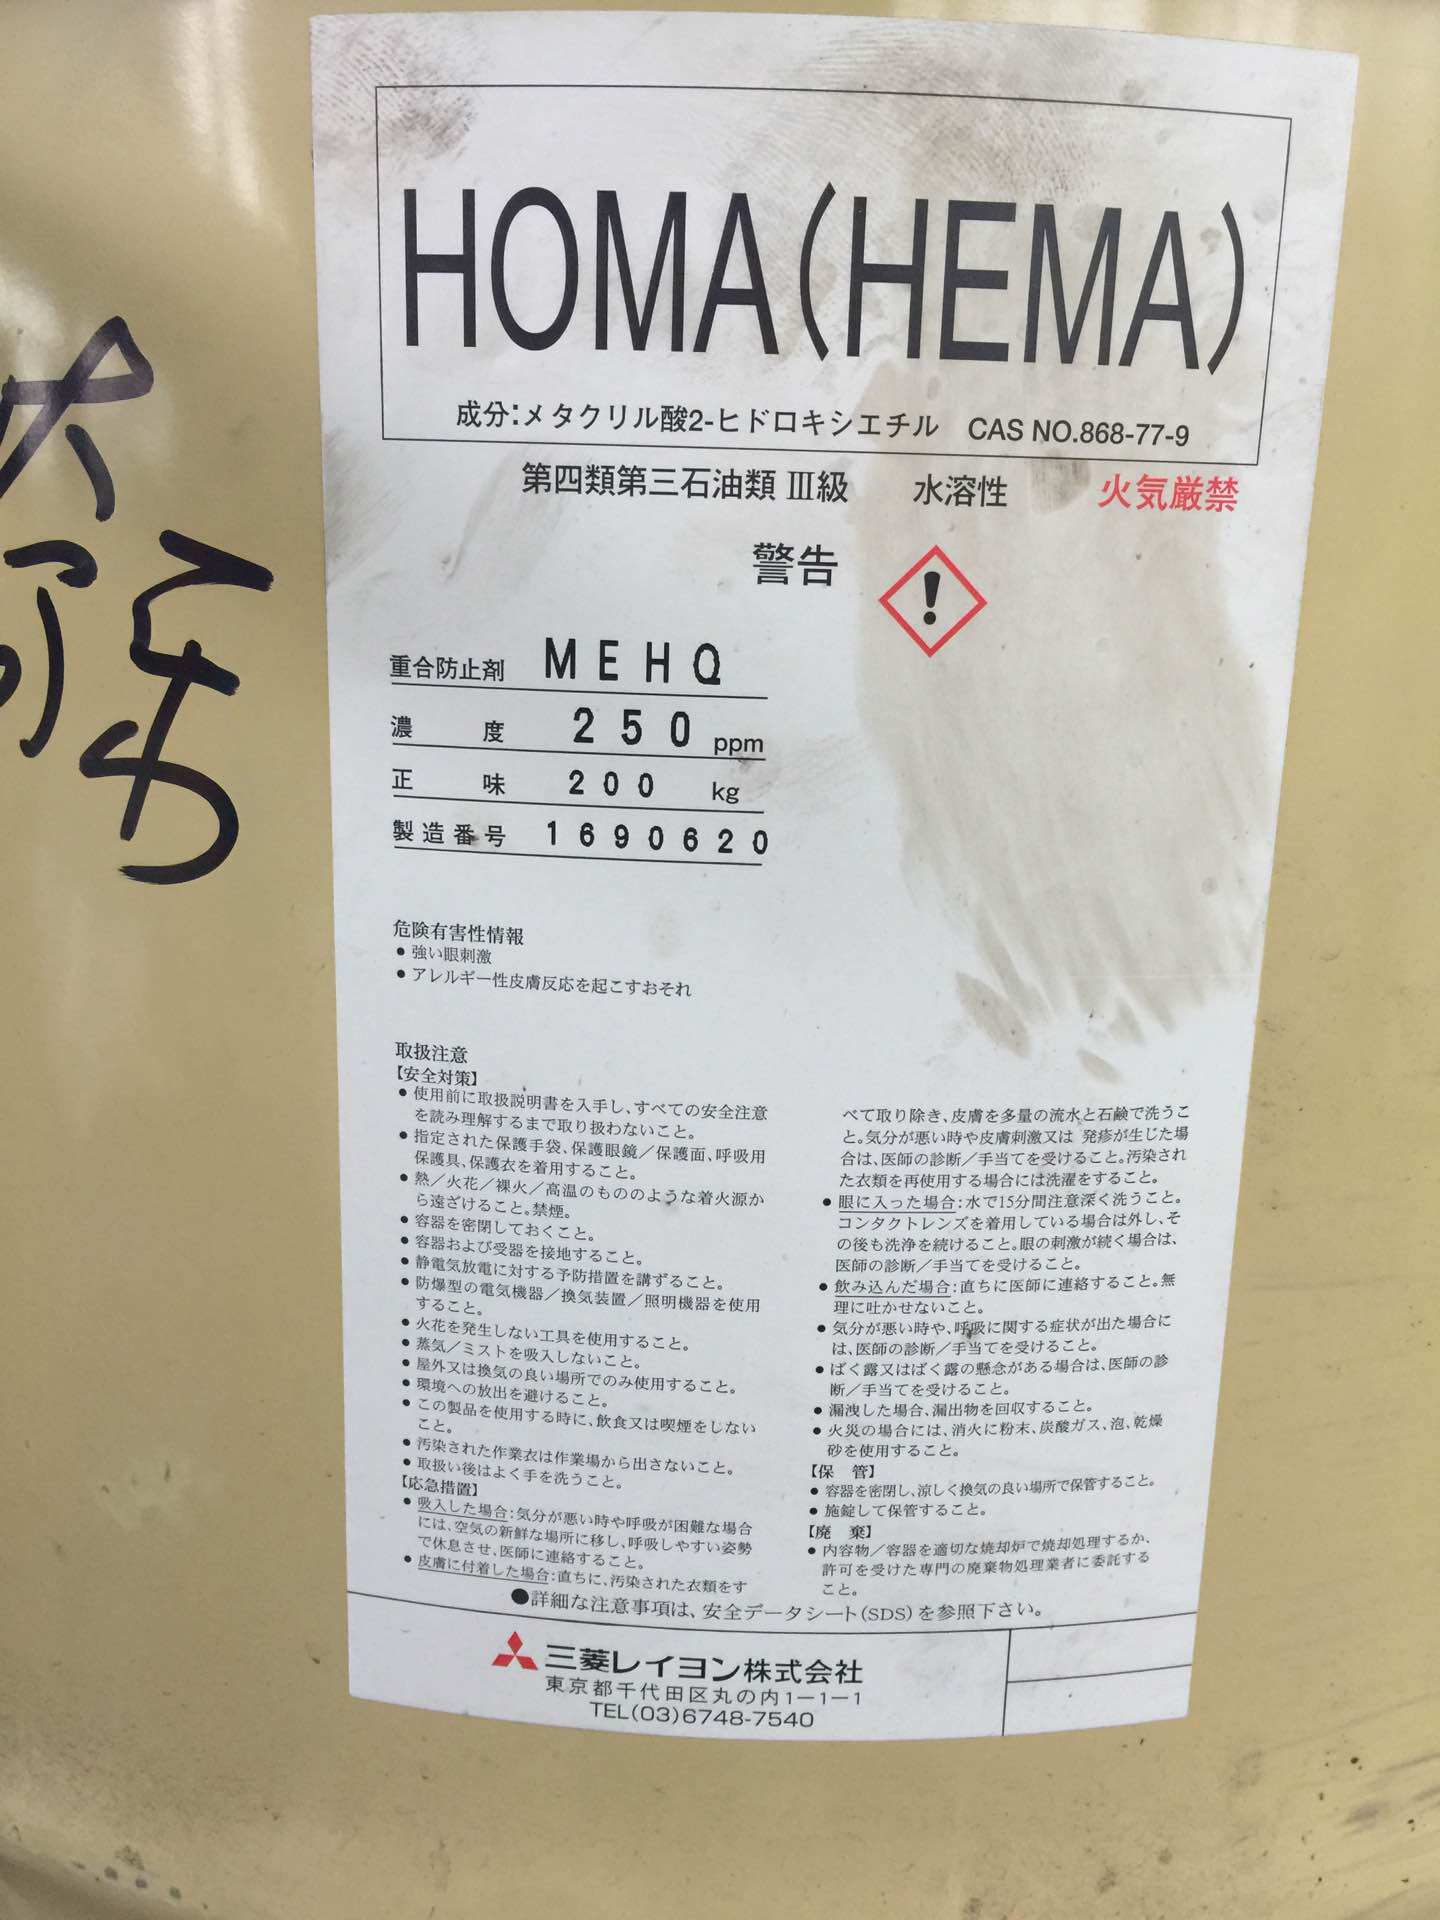 HOMA(HEMA)
成分:メタクリル酸2-ヒドロキシエチル CAS NO.868-77-9
第四類第三石油類 III級 水溶性 火気厳禁
警告
重合防止剤 MEHQ
濃度 250 ppm
正味 200 kg
製造番号 1690620
危険有害性情報
●強い眼刺激
●アレルギー性皮膚反応を起こすおそれ
取扱注意
【安全対策】
●使用前に取扱説明書を入手し、すべての安全注意
を読み理解するまで取り扱わないこと。
●指定された保護手袋、保護眼鏡/保護面、呼吸用
保護具、保護衣を着用すること。
●熱/火花/裸火/高温のもののような着火源か
ら遠ざけること。禁煙。
●容器を密閉しておくこと。
●容器および受器を接地すること。
●静電気放電に対する予防措置を講ずること。
●防爆型の電気機器/換気装置/照明機器を使用
すること。
●火花を発生しない工具を使用すること。
●蒸気/ミストを吸入しないこと。
●屋外又は換気の良い場所でのみ使用すること。
●環境への放出を避けること。
●この製品を使用する時に、飲食又は喫煙をしない
こと。
●汚染された作業衣は作業場から出さないこと。
●取扱い後はよく手を洗うこと。
【応急措置】
●吸入した場合:気分が悪い時や呼吸が困難な場合
には、空気の新鮮な場所に移し、呼吸しやすい姿勢
で休息させ、医師に連絡すること。
●皮膚に付着した場合:直ちに、汚染された衣類をす
べて取り除き、皮膚を多量の流水と石鹸で洗うこ
と。気分が悪い時や皮膚刺激又は 発疹が生じた場
合は、医師の診断/手当てを受けること。汚染され
た衣類を再使用する場合には洗濯をすること。
●眼に入った場合:水で15分間注意深く洗うこと。
コンタクトレンズを着用している場合は外し、そ
の後も洗浄を続けること。眼の刺激が続く場合は、
医師の診断/手当てを受けること。
●飲み込んだ場合:直ちに医師に連絡すること。無
理に吐かせないこと。
●気分が悪い時や、呼吸に関する症状が出た場合に
は、医師の診断/手当てを受けること。
●ばく露又はばく露の懸念がある場合は、医師の診
断/手当てを受けること。
●漏洩した場合、漏出物を回収すること。
●火災の場合には、消火に粉末、炭酸ガス、泡、乾燥
砂を使用すること。
【保 管】
●容器を密閉し、涼しく換気の良い場所で保管すること。
●施錠して保管すること。
【廃 棄】
●内容物/容器を適切な焼却炉で焼却処理するか、
許可を受けた専門の廃棄物処理業者に委託する
こと。
●詳細な注意事項は、安全データシート(SDS)を参照下さい。
三菱レイヨン株式会社
東京都千代田区丸の内1-1-1
TEL(03)6748-7540